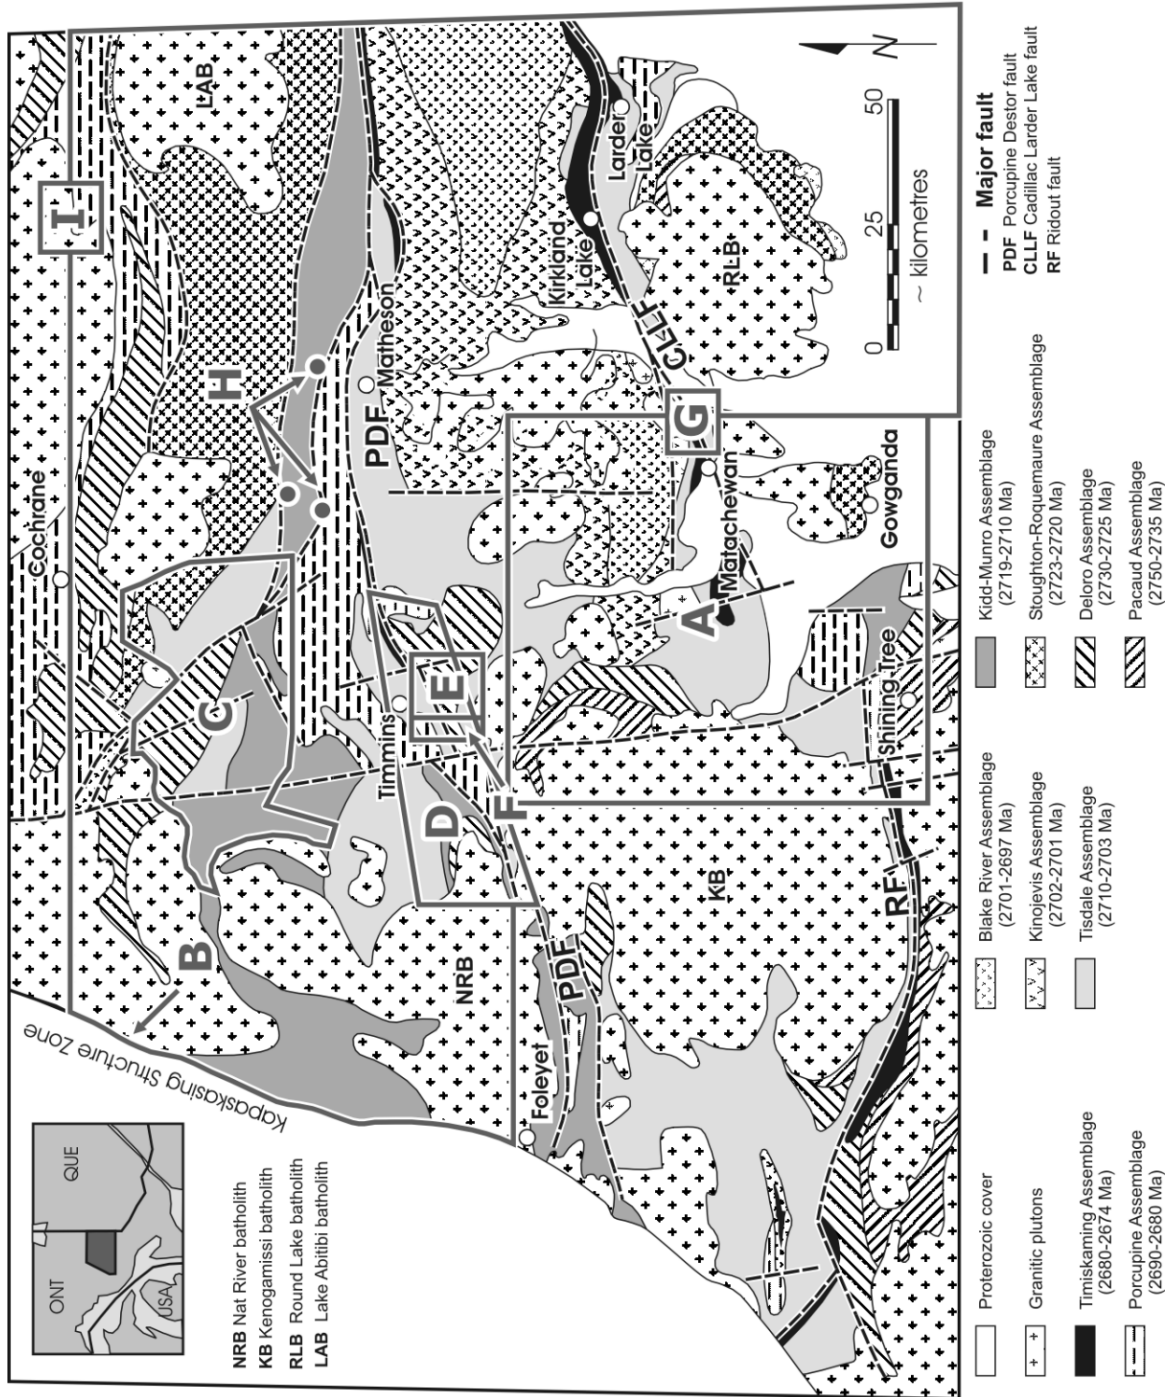 ONT
QUE
USA
NRB Nat River batholith
KB Kenogamissi batholith
RLB Round Lake batholith
LAB Lake Abitibi batholith
Kapaskasing Structure Zone
Cochrane
I
LAB
B
C
H
NRB
Timmins
PDF
Matheson
D
E
F
Foleyet
PDF
Kirkland
Lake
Larder
Lake
CLLF
G
KB
A
Matachewan
RLB
Gowganda
Shining Tree
RF
N
0
25
50
~ kilometres
Proterozoic cover
Granitic plutons
Timiskaming Assemblage
(2680-2674 Ma)
Porcupine Assemblage
(2690-2680 Ma)
Blake River Assemblage
(2701-2697 Ma)
Kinojevis Assemblage
(2702-2701 Ma)
Tisdale Assemblage
(2710-2703 Ma)
Kidd-Munro Assemblage
(2719-2710 Ma)
Stoughton-Roquemaure Assemblage
(2723-2720 Ma)
Deloro Assemblage
(2730-2725 Ma)
Pacaud Assemblage
(2750-2735 Ma)
Major fault
PDF Porcupine Destor fault
CLLF Cadillac Larder Lake fault
RF Ridout fault